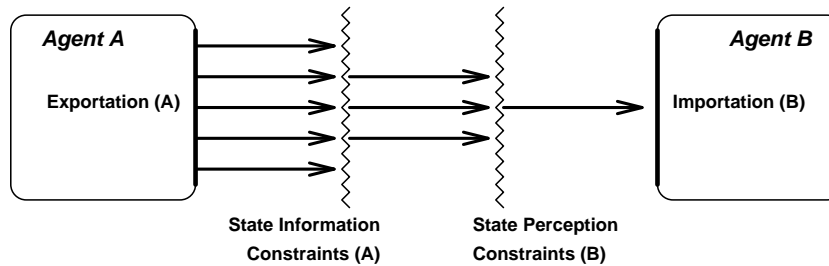 Agent A
Agent B
Exportation (A)
Importation (B)
State Information
Constraints (A)
State Perception
Constraints (B)